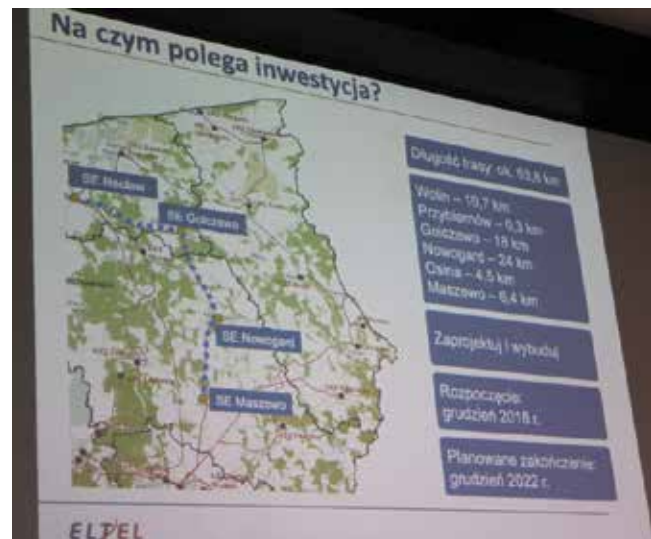 Na czym polega inwestycja?
SE Recław
SE Golczewo
SE Nowogard
SE Maszewo
Długość trasy: ok. km
Wolin – 10,7 km
Przybiernów – 0,3 km
Golczewo – 18 km
Nowogard – 24 km
Osina – 4,5 km
Maszewo – 6,4 km
Zaprojektuj i wybuduj
Rozpoczęcie:
grudzień 2018 r.
Planowane zakończenie:
grudzień 2022 r.
ELTEL